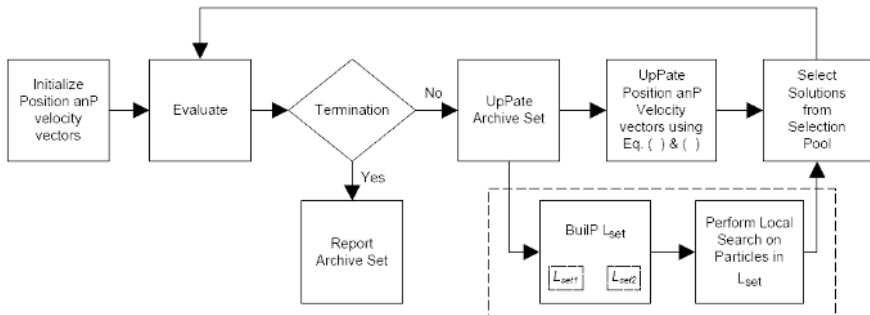 Initialize
Position anP
velocity
vectors
Evaluate
Termination
No
Yes
Report
Archive Set
UpPate
Archive Set
UpPate
Position anP
Velocity
vectors using
Eq. ( ) & ( )
Select
Solutions
from
Selection
Pool
BuilP Lset
Lset1
Lset2
Perform Local
Search on
Particles in
Lset